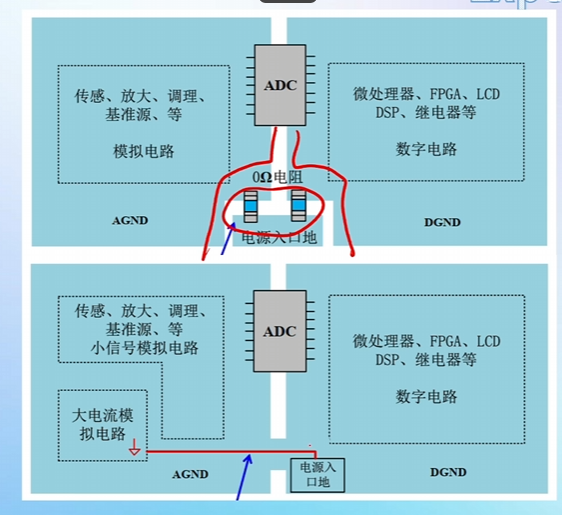 传感、放大、调理、
基准源、等
模拟电路
ADC
微处理器、FPGA、LCD
DSP、继电器等
数字电路
0Ω电阻
AGND
电源入口地
DGND
传感、放大、调理、
基准源、等
小信号模拟电路
ADC
微处理器、FPGA、LCD
DSP、继电器等
数字电路
大电流模
拟电路
AGND
电源入
口地
DGND